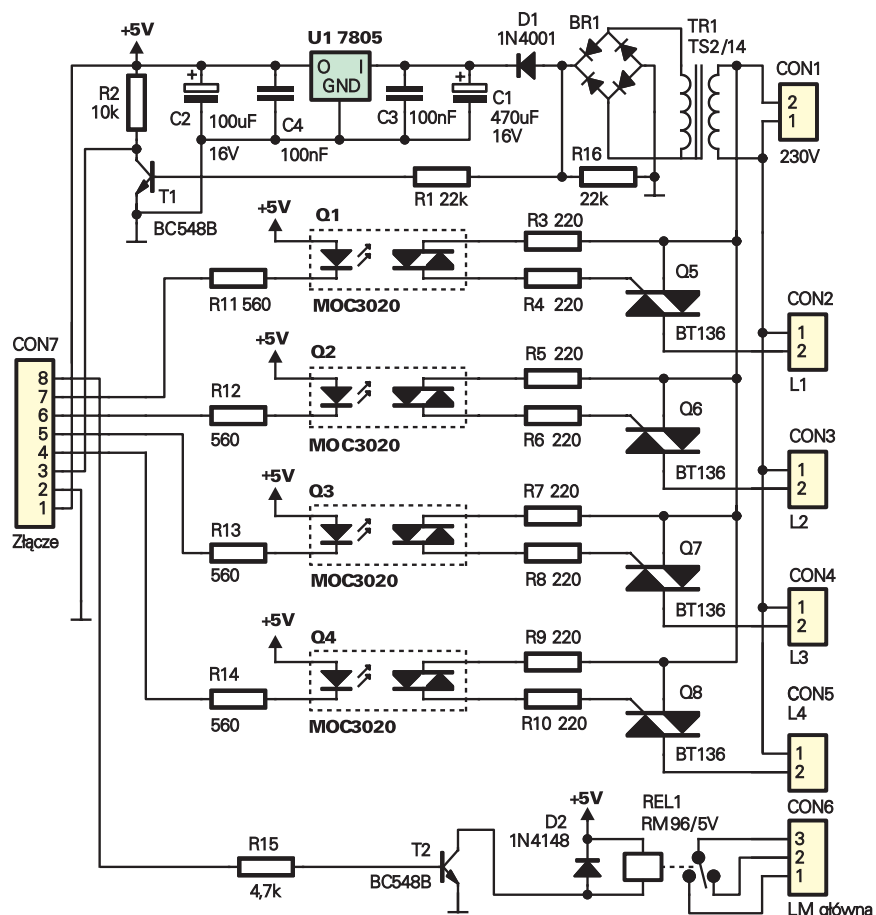 +5V
U1 7805
D1
1N4001
BR1
TR1
TS2/14
CON1
2
1
230V
R2
10k
+
C2
100uF
16V
C4
100nF
O I
GND
C3
100nF
+
C1
470uF
16V
R16
22k
R1 22k
T1
BC548B
+5V
Q1
MOC3020
R11 560
R3 220
R4 220
Q5
BT136
CON2
1
2
L1
CON7
8
7
6
5
4
3
2
1
Złącze
+5V
Q2
MOC3020
R12
560
R5 220
R6 220
Q6
BT136
CON3
1
2
L2
+5V
Q3
MOC3020
R13
560
R7 220
R8 220
Q7
BT136
CON4
1
2
L3
+5V
Q4
MOC3020
R14
560
R9 220
R10 220
Q8
BT136
CON5
L4
1
2
R15
4,7k
T2
BC548B
+5V
D2
1N4148
REL1
RM96/5V
CON6
3
2
1
LM główna